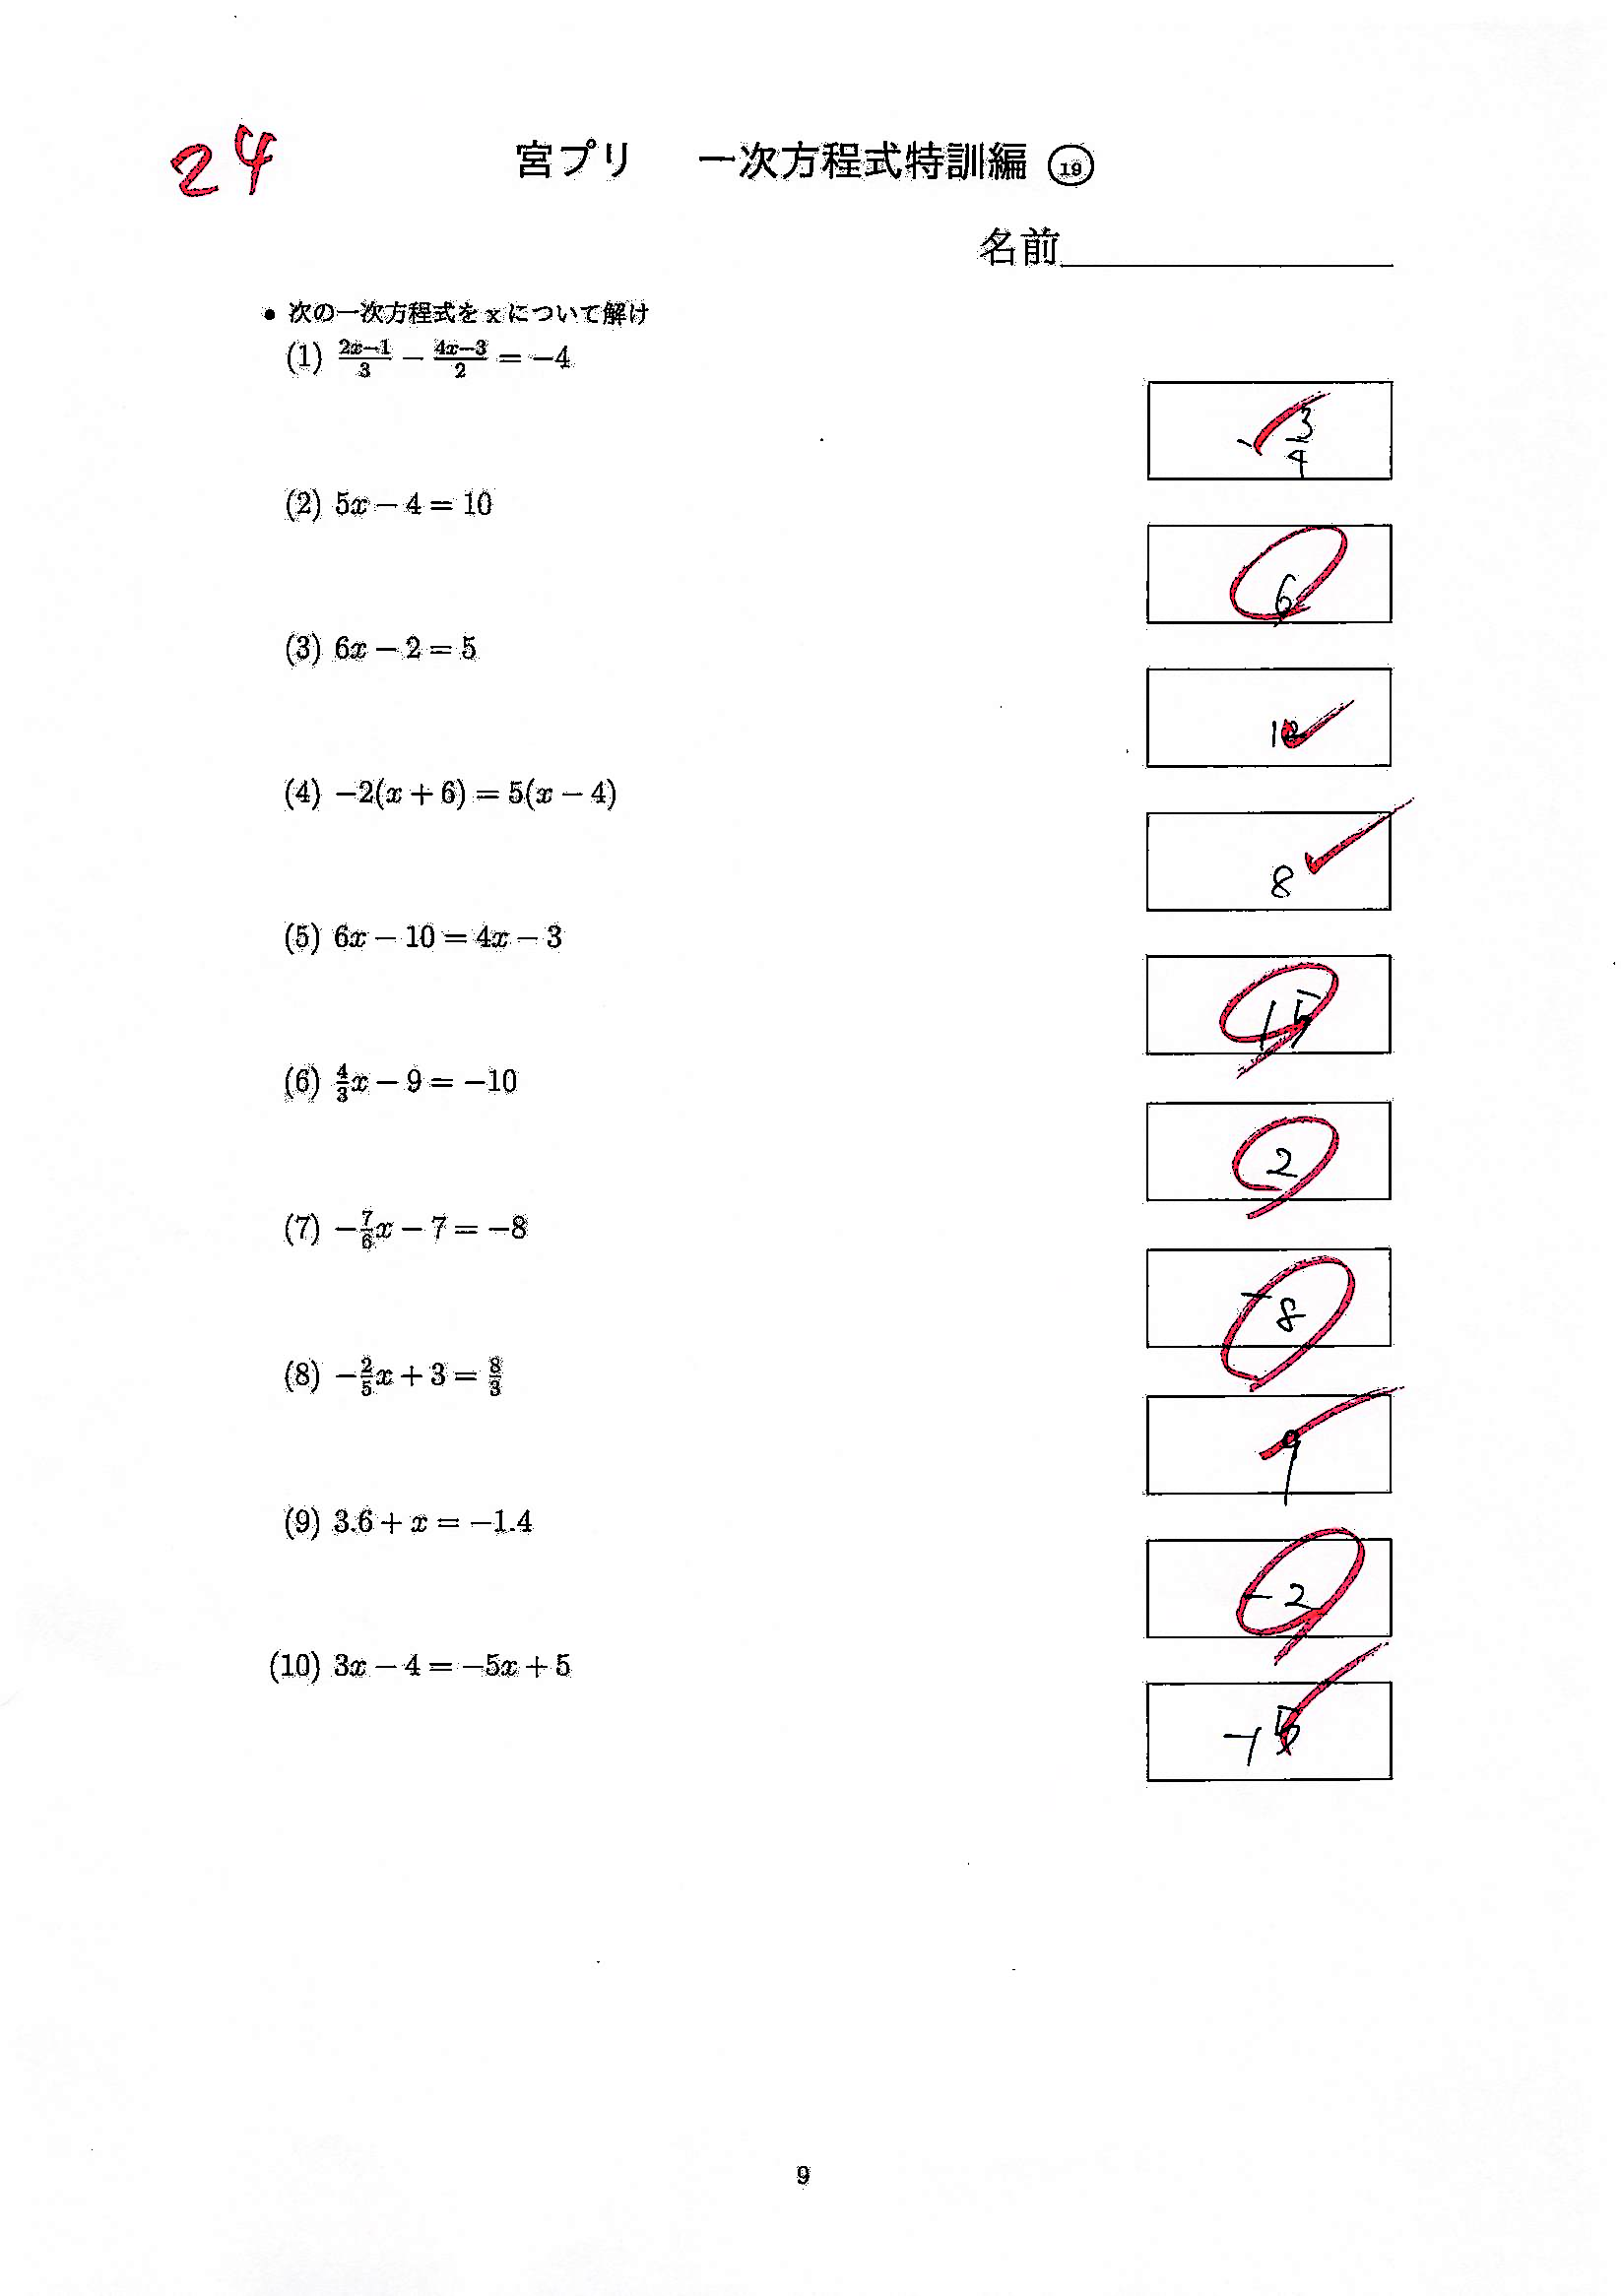 24
宮プリ 一次方程式特訓編 ⑲
名前
• 次の一次方程式をxについて解け
(1) \frac{2x-1}{3} - \frac{4x-3}{2} = -4
-\frac{3}{4}
(2) 5x - 4 = 10
6
(3) 6x - 2 = 5
(4) -2(x + 6) = 5(x - 4)
8
(5) 6x - 10 = 4x - 3
15
(6) \frac{4}{3}x - 9 = -10
2
(7) -\frac{7}{6}x - 7 = -8
-8
(8) -\frac{2}{5}x + 3 = \frac{8}{3}
9
(9) 3.6 + x = -1.4
-2
(10) 3x - 4 = -5x + 5
-15
9